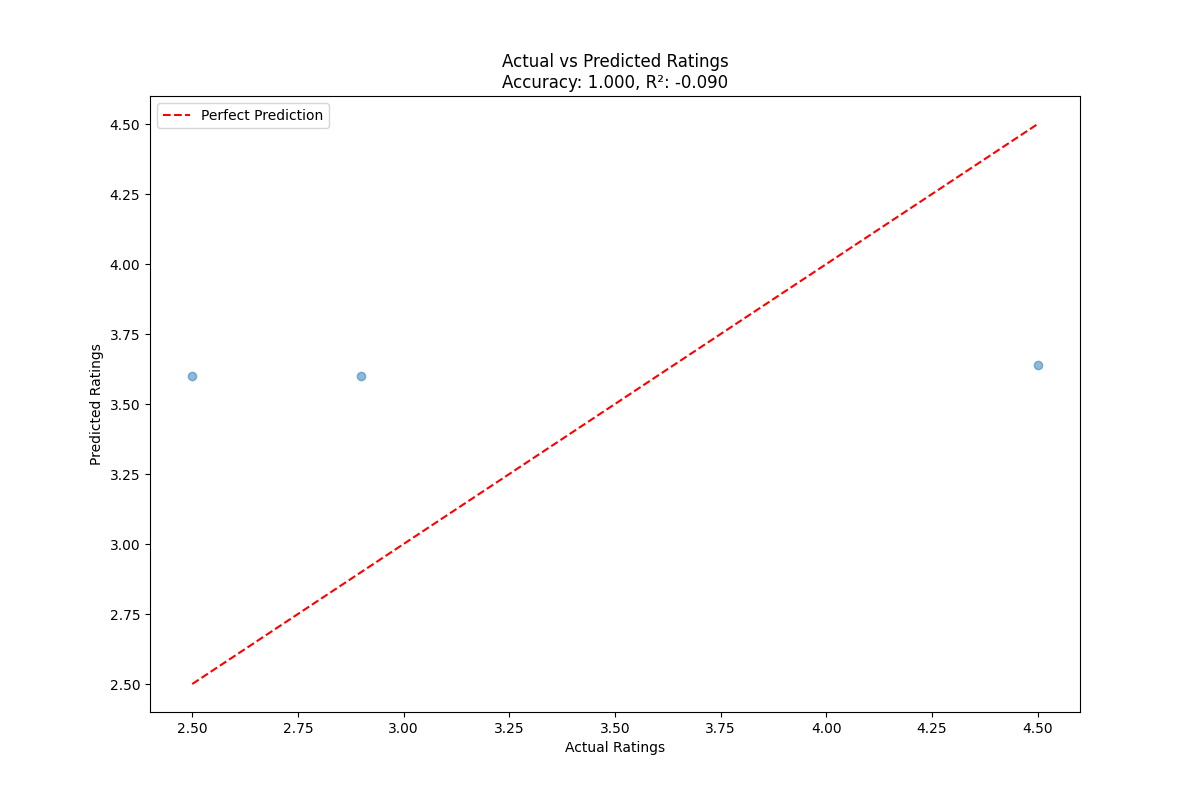 Actual vs Predicted Ratings
Accuracy: 1.000, R²: -0.090
Perfect Prediction
4.50
4.25
4.00
3.75
3.50
3.25
3.00
2.75
2.50
Predicted Ratings
2.50 2.75 3.00 3.25 3.50 3.75 4.00 4.25 4.50
Actual Ratings